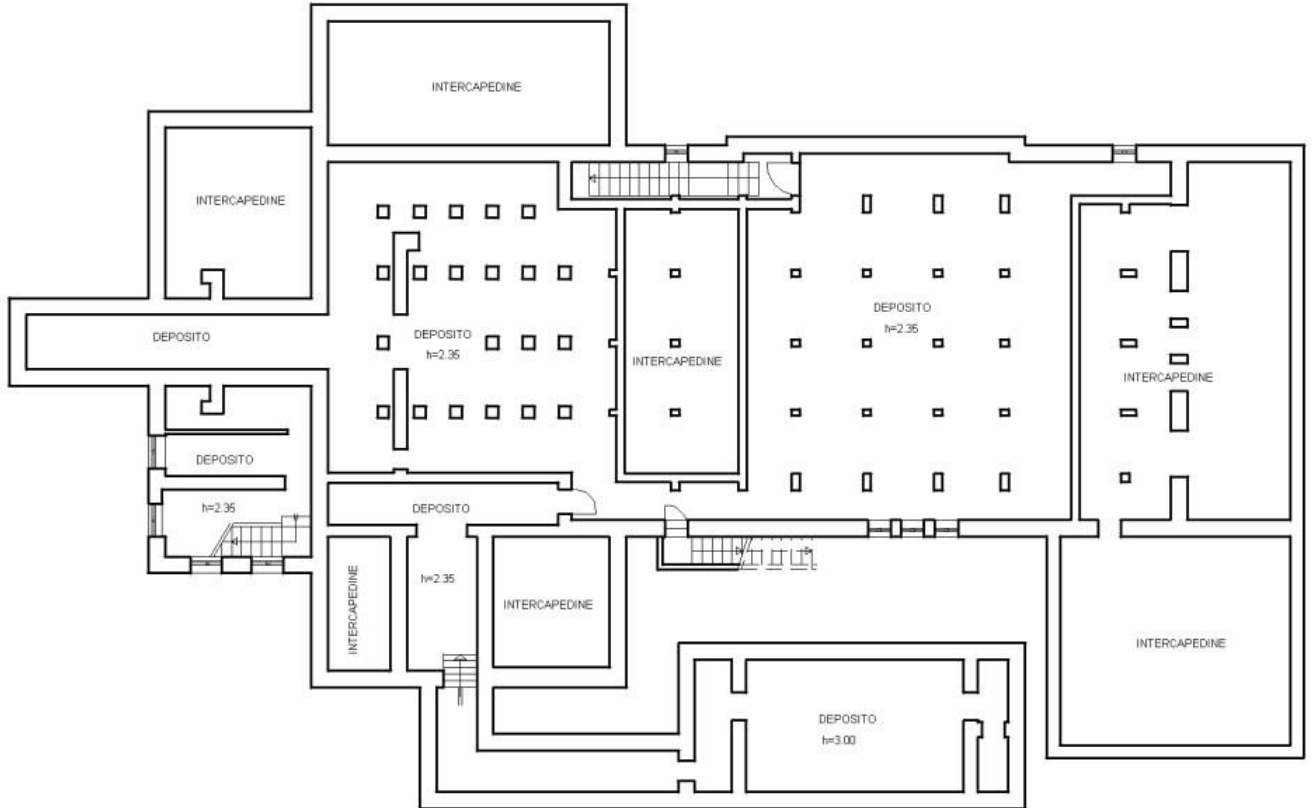 INTERCAPEDINE
INTERCAPEDINE
DEPOSITO
DEPOSITO
h=2.35
DEPOSITO
h=2.35
INTERCAPEDINE
INTERCAPEDINE
DEPOSITO
h=2.35
DEPOSITO
h=2.35
INTERCAPEDINE
INTERCAPEDINE
INTERCAPEDINE
DEPOSITO
h=3.00